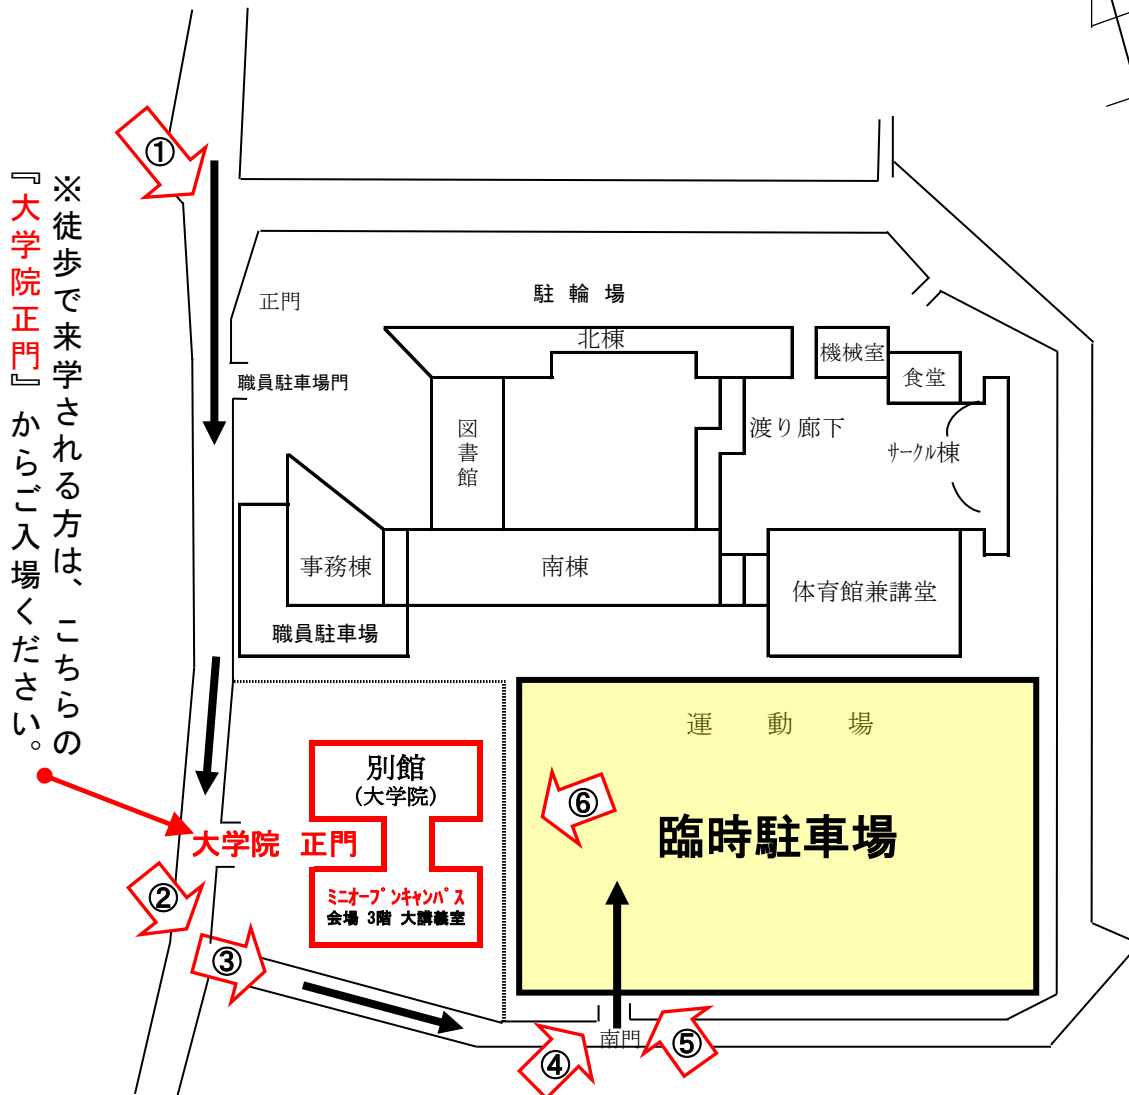 ※徒歩で来学される方は、こちらの
『大学院正門』からご入場ください。
①
正門
駐輪場
北棟
機械室
食堂
職員駐車場門
図書館
渡り廊下
サークル棟
事務棟
南棟
体育館兼講堂
職員駐車場
運動場
別館
(大学院)
⑥
臨時駐車場
大学院 正門
ミニオープンキャンパス
会場 3階 大講義室
②
③
④
南門
⑤